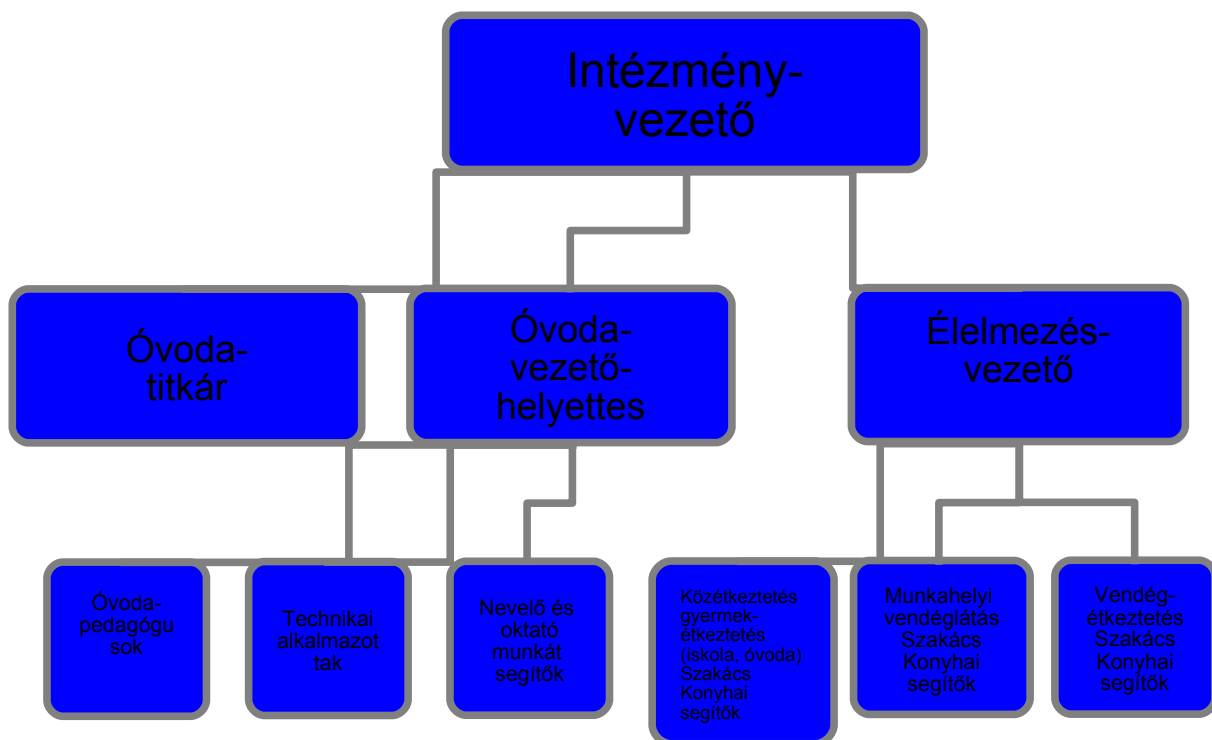 Intézmény-
vezető
Óvoda-
titkár
Óvoda-
vezető-
helyettes
Élelmezés-
vezető
Óvoda-
pedagógu
sok
Technikai
alkalmazot
tak
Nevelő és
oktató
munkát
segítők
Közétkeztetés
gyermek-
étkeztetés
(iskola, óvoda)
Szakács
Konyhai
segítők
Munkahelyi
vendéglátás
Szakács
Konyhai
segítők
Vendég-
étkeztetés
Szakács
Konyhai
segítők